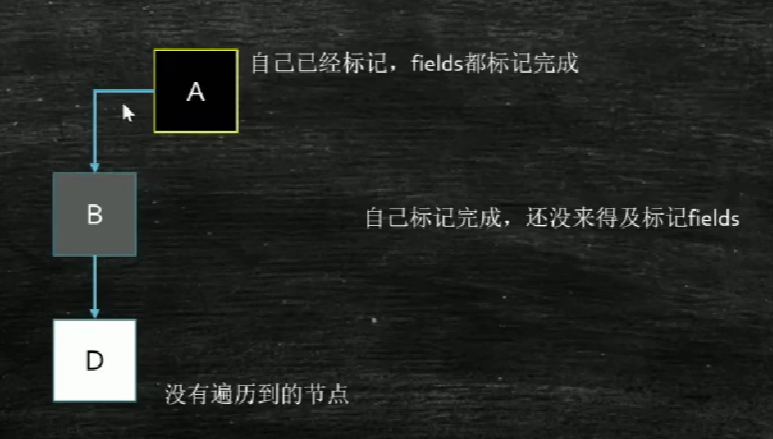 A
自己已经标记，fields都标记完成
B
自己标记完成，还没来得及标记fields
D
没有遍历到的节点